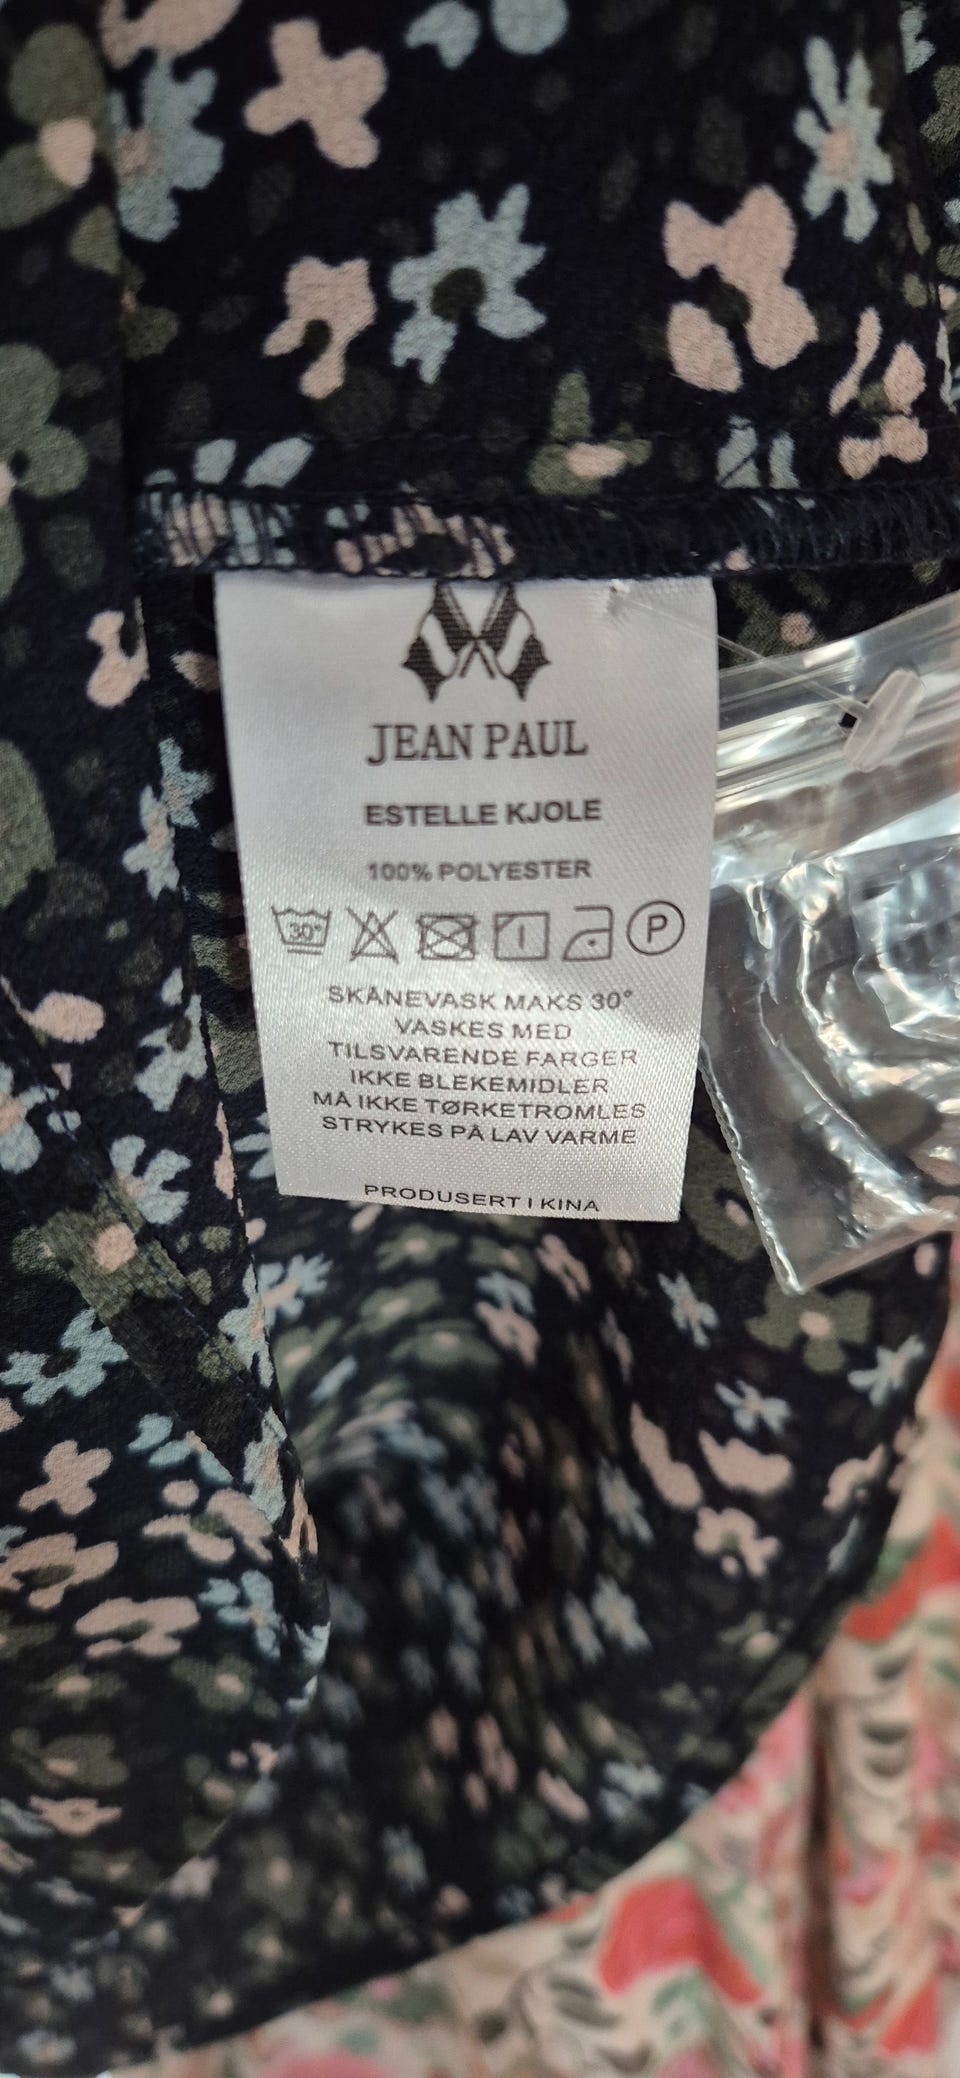 JEAN PAUL
ESTELLE KJOLE
100% POLYESTER
30° P
SKÅNEVASK MAKS 30°
VASKES MED
TILSVARENDE FARGER
IKKE BLEKEMIDLER
MÅ IKKE TØRKETROMLES
STRYKES PÅ LAV VARME
PRODUSERT I KINA